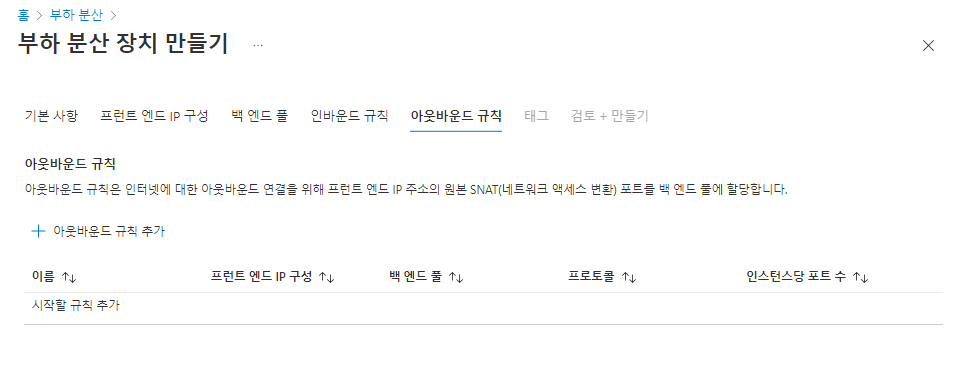 홈 > 부하 분산 >
부하 분산 장치 만들기 ...
기본 사항 프런트 엔드 IP 구성 백 엔드 풀 인바운드 규칙 아웃바운드 규칙 태그 검토 + 만들기
아웃바운드 규칙
아웃바운드 규칙은 인터넷에 대한 아웃바운드 연결을 위해 프런트 엔드 IP 주소의 원본 SNAT(네트워크 액세스 변환) 포트를 백 엔드 풀에 할당합니다.
+ 아웃바운드 규칙 추가
이름 ↑↓ 프런트 엔드 IP 구성 ↑↓ 백 엔드 풀 ↑↓ 프로토콜 ↑↓ 인스턴스당 포트 수 ↑↓
시작할 규칙 추가